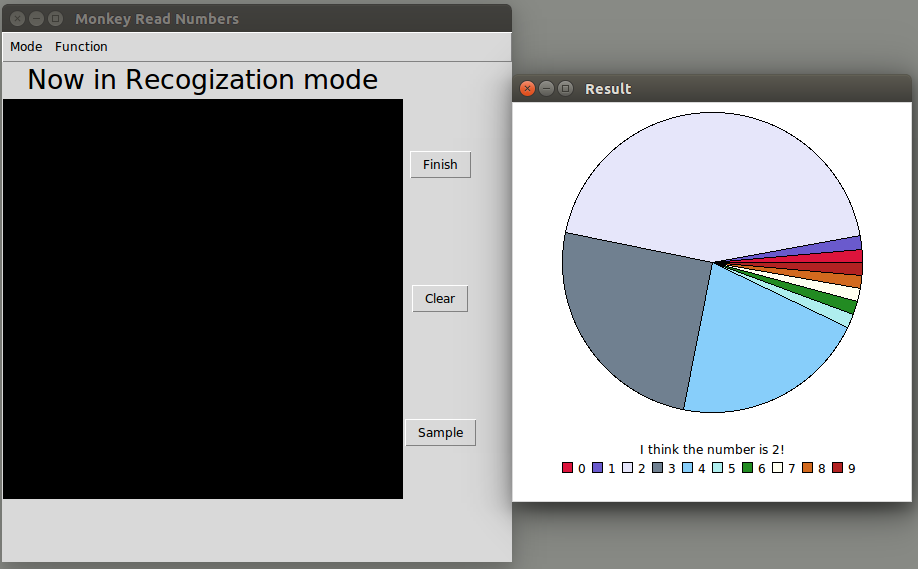 Monkey Read Numbers
Mode Function
Now in Recogization mode
Finish
Clear
Sample
Result
I think the number is 2!
0 1 2 3 4 5 6 7 8 9